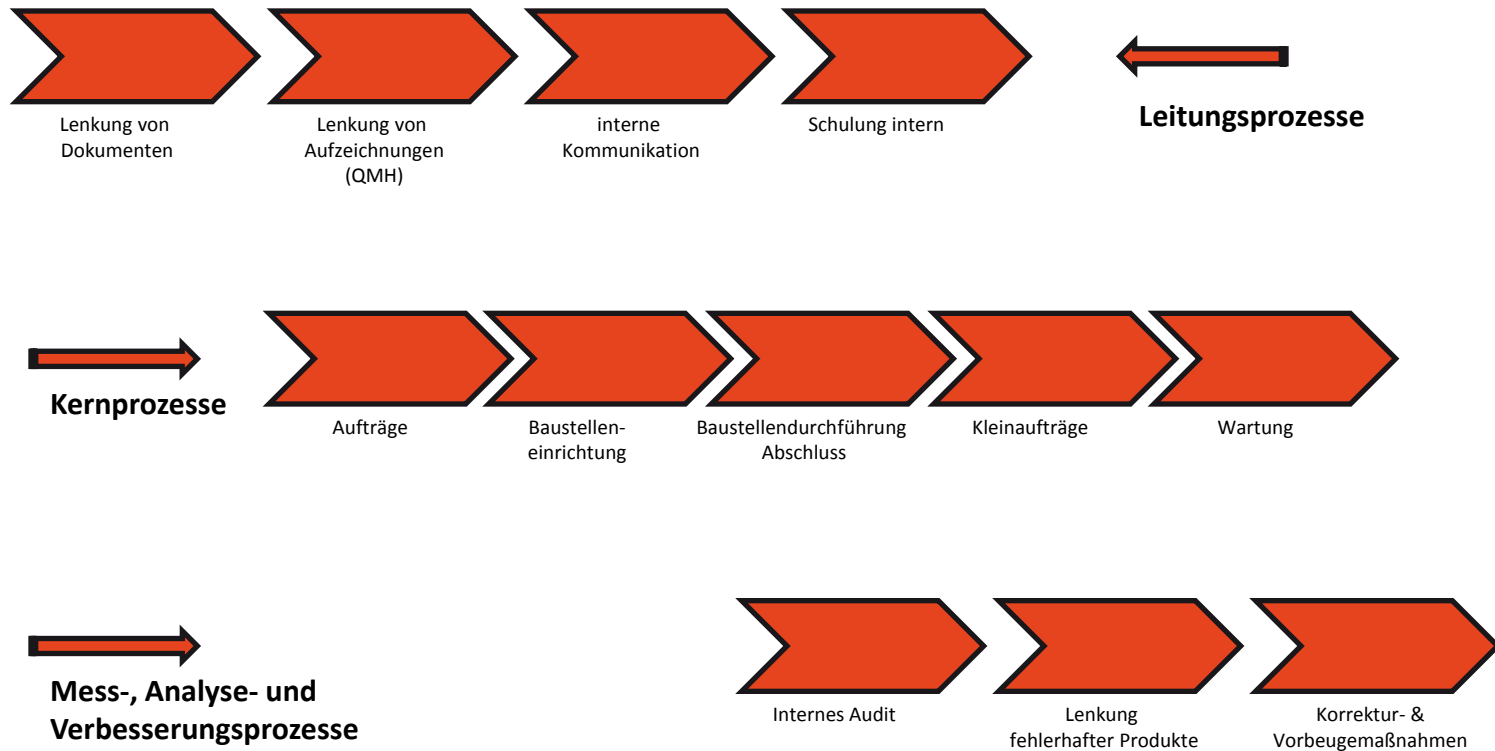 Lenkung von
Dokumenten
Lenkung von
Aufzeichnungen
(QMH)
interne
Kommunikation
Schulung intern
Leitungsprozesse
Kernprozesse
Aufträge
Baustellen-
einrichtung
Baustellendurchführung
Abschluss
Kleinaufträge
Wartung
Mess-, Analyse- und
Verbesserungsprozesse
Internes Audit
Lenkung
fehlerhafter Produkte
Korrektur- &
Vorbeugemaßnahmen